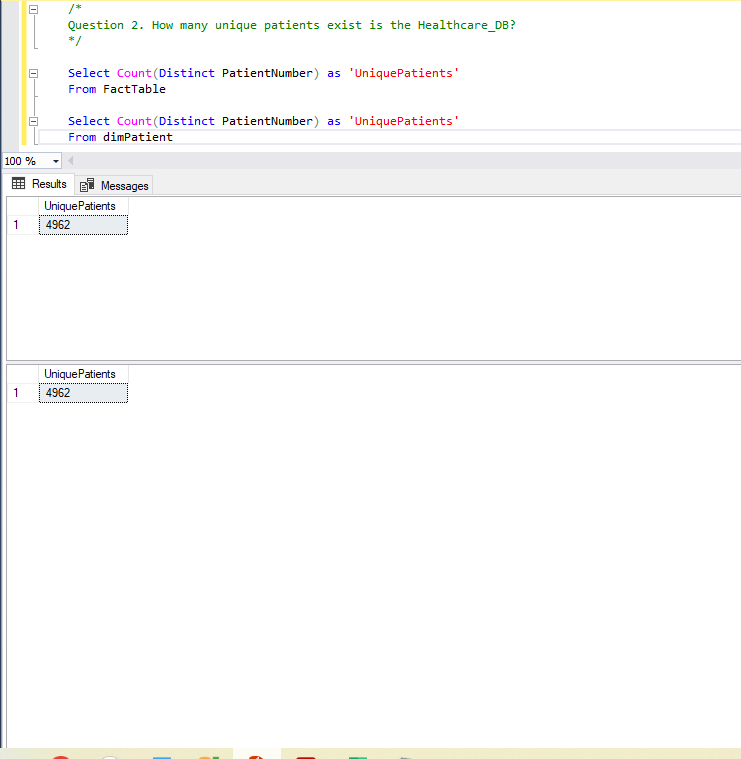 /*
Question 2. How many unique patients exist is the Healthcare_DB?
*/
Select Count(Distinct PatientNumber) as 'UniquePatients'
From FactTable
Select Count(Distinct PatientNumber) as 'UniquePatients'
From dimPatient
100 %
Results Messages
UniquePatients
1 4962
UniquePatients
1 4962